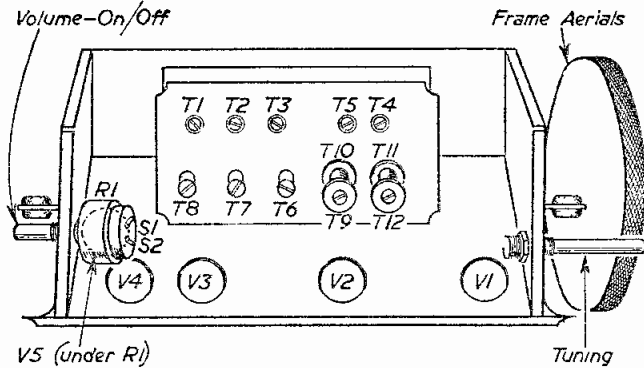 Volume-On/Off
Frame Aerials
T1 T2 T3 T5 T4
T10 T11
R1
T8 T7 T6 T9 T12
S1
S2
V4 V3 V2 V1
V5 (under R1)
Tuning